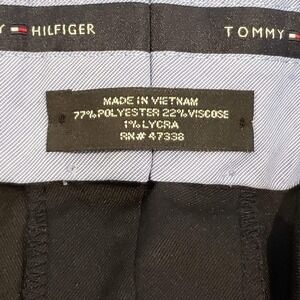 Y HILFIGER TOMMY
MADE IN VIETNAM
77% POLYESTER 22% VISCOSE
1% LYCRA
RN# 47338